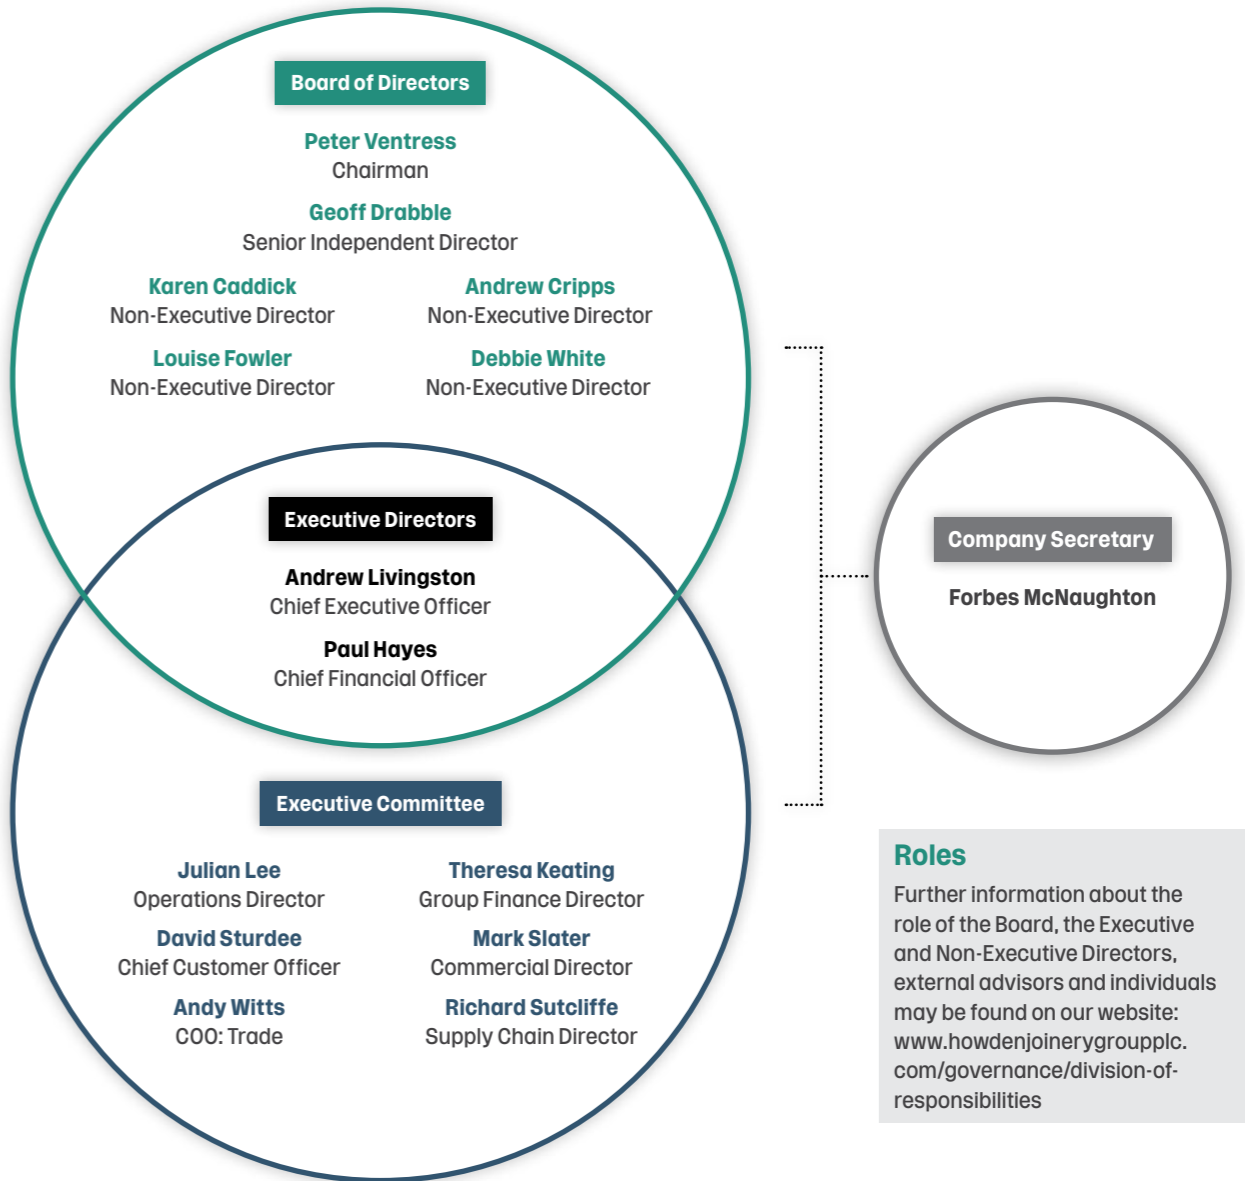 Board of Directors
Peter Ventress
Chairman
Geoff Drabble
Senior Independent Director
Karen Caddick
Non-Executive Director
Andrew Cripps
Non-Executive Director
Louise Fowler
Non-Executive Director
Debbie White
Non-Executive Director
Executive Directors
Andrew Livingston
Chief Executive Officer
Paul Hayes
Chief Financial Officer
Executive Committee
Julian Lee
Operations Director
Theresa Keating
Group Finance Director
David Sturdee
Chief Customer Officer
Mark Slater
Commercial Director
Andy Witts
COO: Trade
Richard Sutcliffe
Supply Chain Director
Company Secretary
Forbes McNaughton
Roles
Further information about the
role of the Board, the Executive
and Non-Executive Directors,
external advisors and individuals
may be found on our website:
www.howdenjoinerygroupplc.
com/governance/division-of-
responsibilities